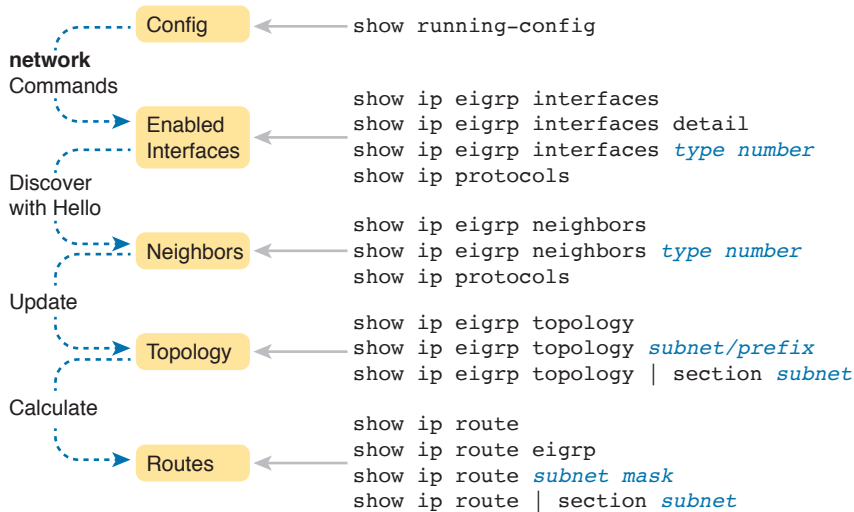 Config
show running-config
network
Commands
Enabled
Interfaces
show ip eigrp interfaces
show ip eigrp interfaces detail
show ip eigrp interfaces type number
show ip protocols
Discover
with Hello
Neighbors
show ip eigrp neighbors
show ip eigrp neighbors type number
show ip protocols
Update
Topology
show ip eigrp topology
show ip eigrp topology subnet/prefix
show ip eigrp topology | section subnet
Calculate
Routes
show ip route
show ip route eigrp
show ip route subnet mask
show ip route | section subnet